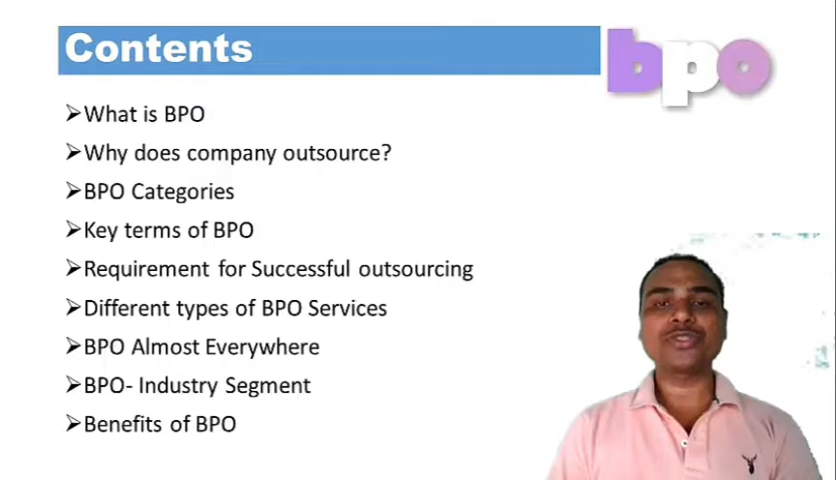 Contents
bpo
What is BPO
Why does company outsource?
BPO Categories
Key terms of BPO
Requirement for Successful outsourcing
Different types of BPO Services
BPO Almost Everywhere
BPO- Industry Segment
Benefits of BPO